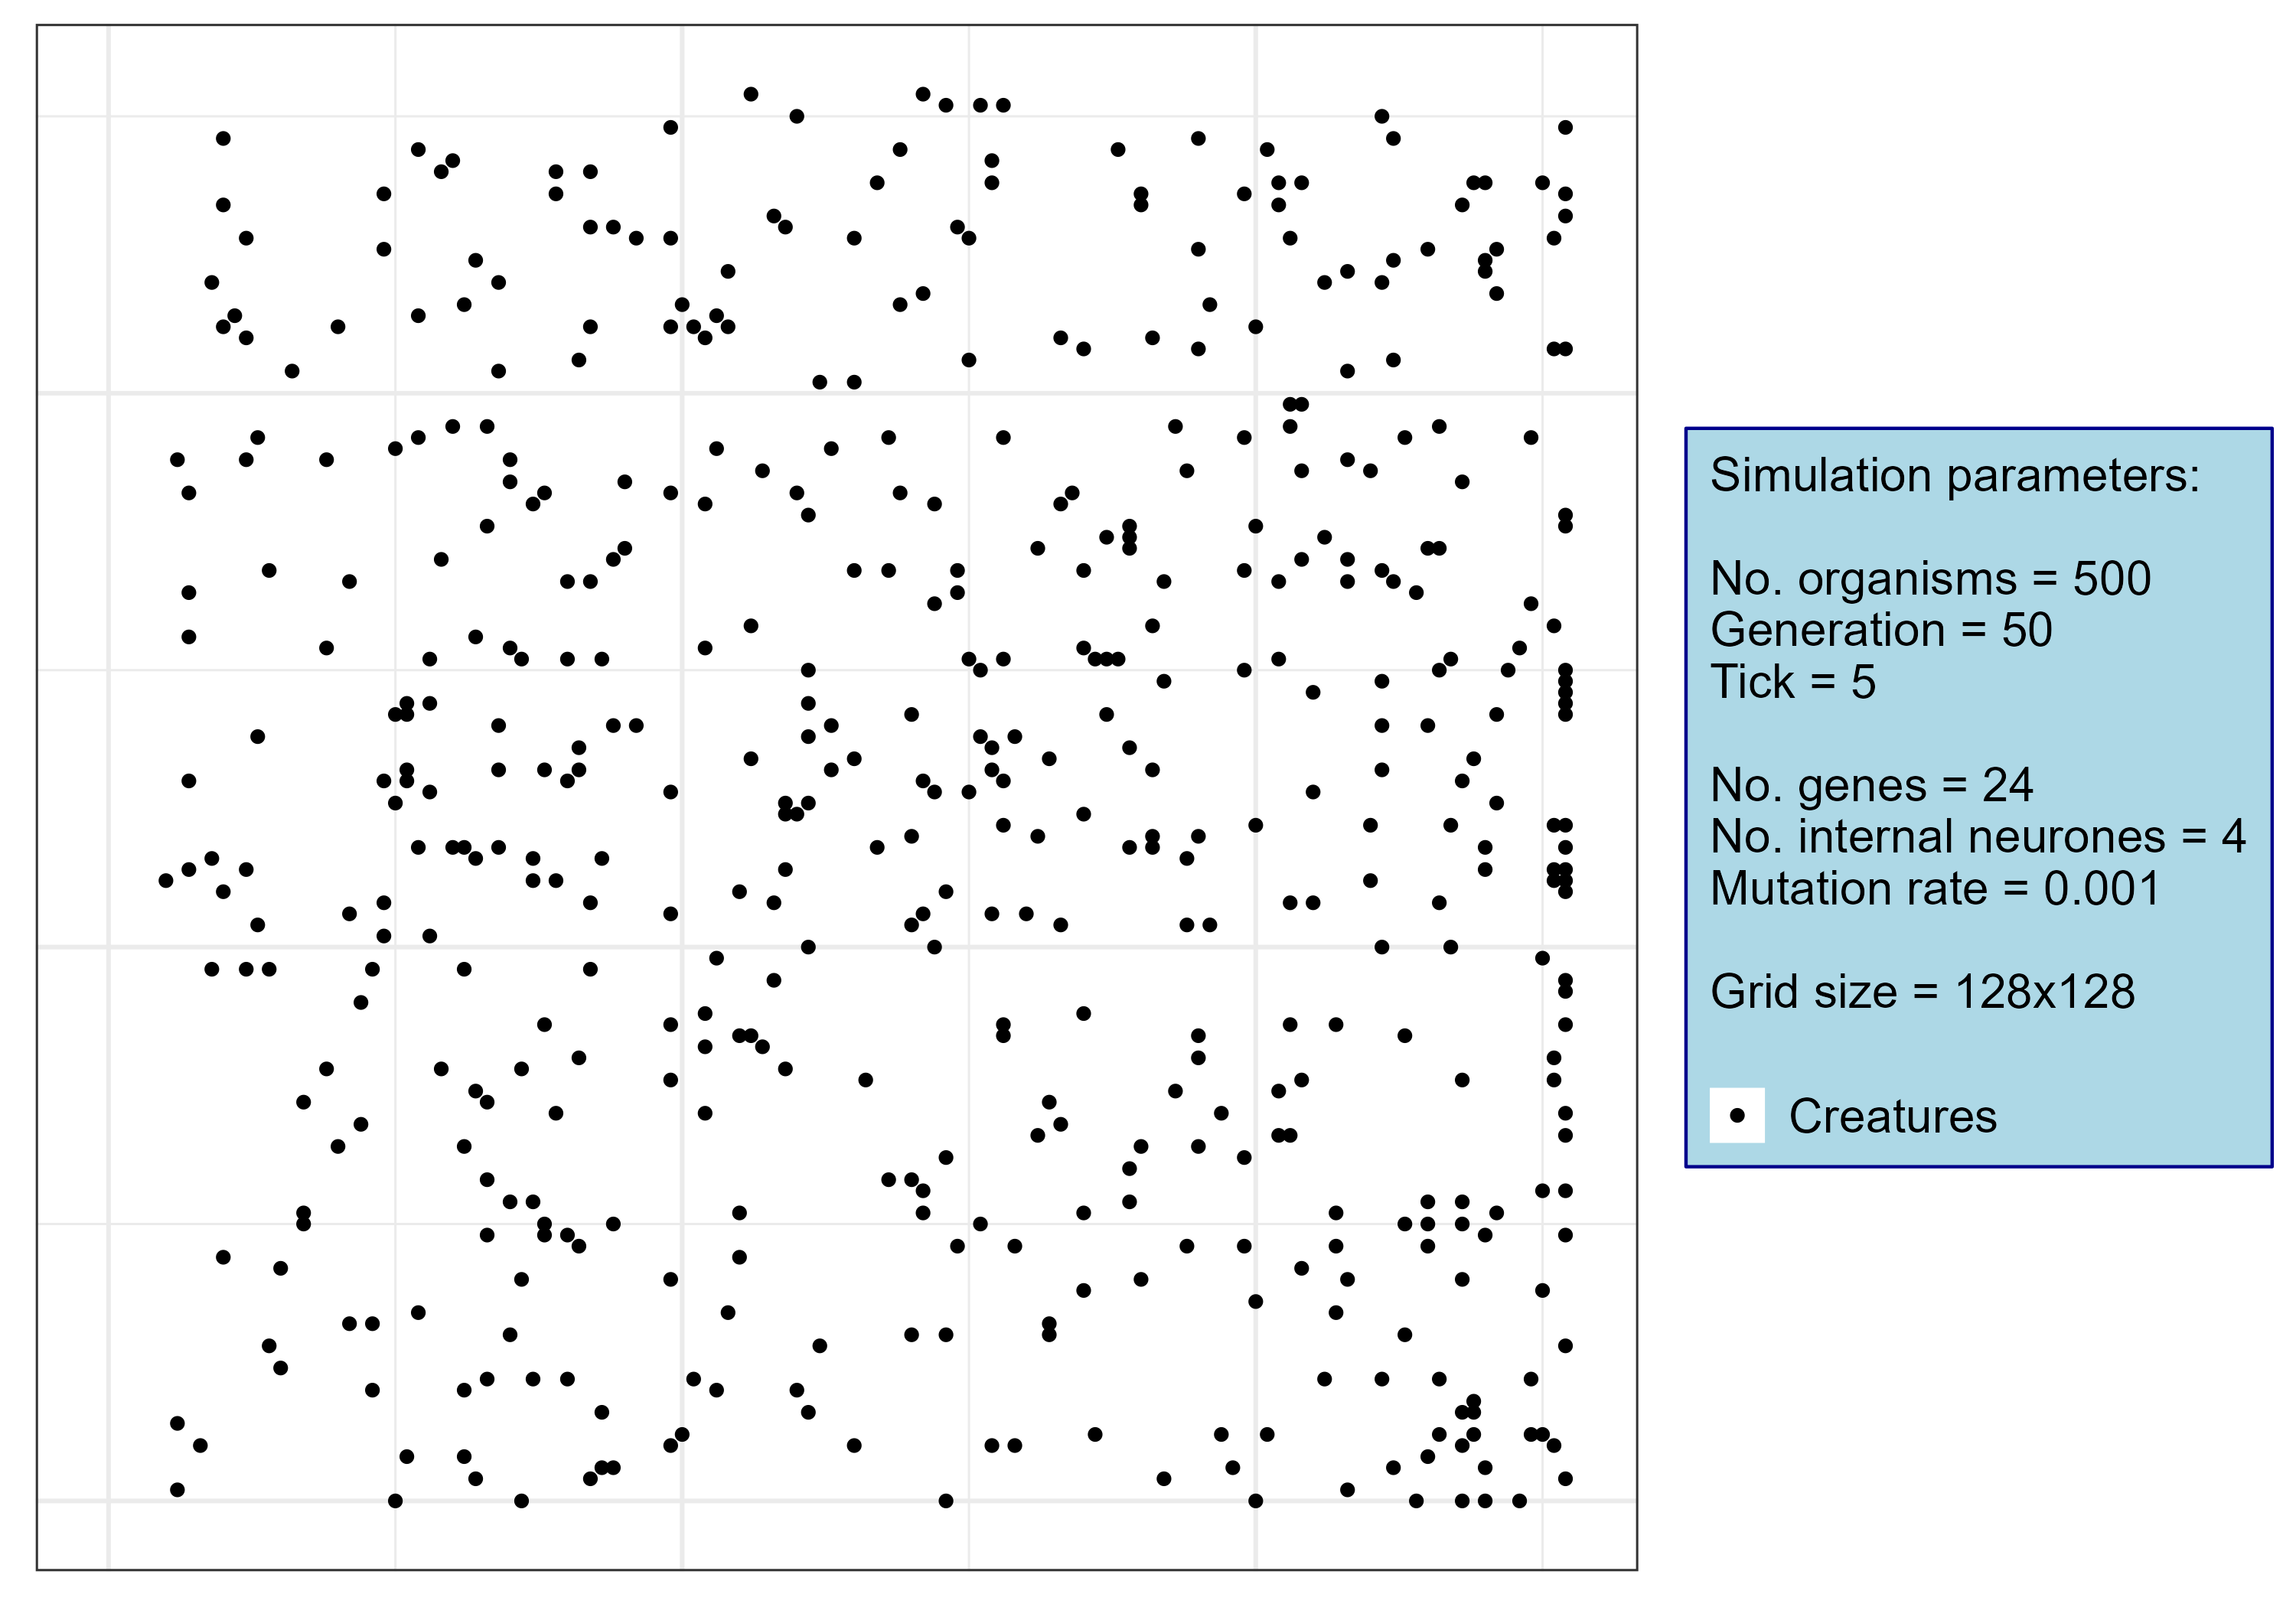 Simulation parameters:
No. organisms = 500
Generation = 50
Tick = 5
No. genes = 24
No. internal neurones = 4
Mutation rate = 0.001
Grid size = 128x128
Creatures